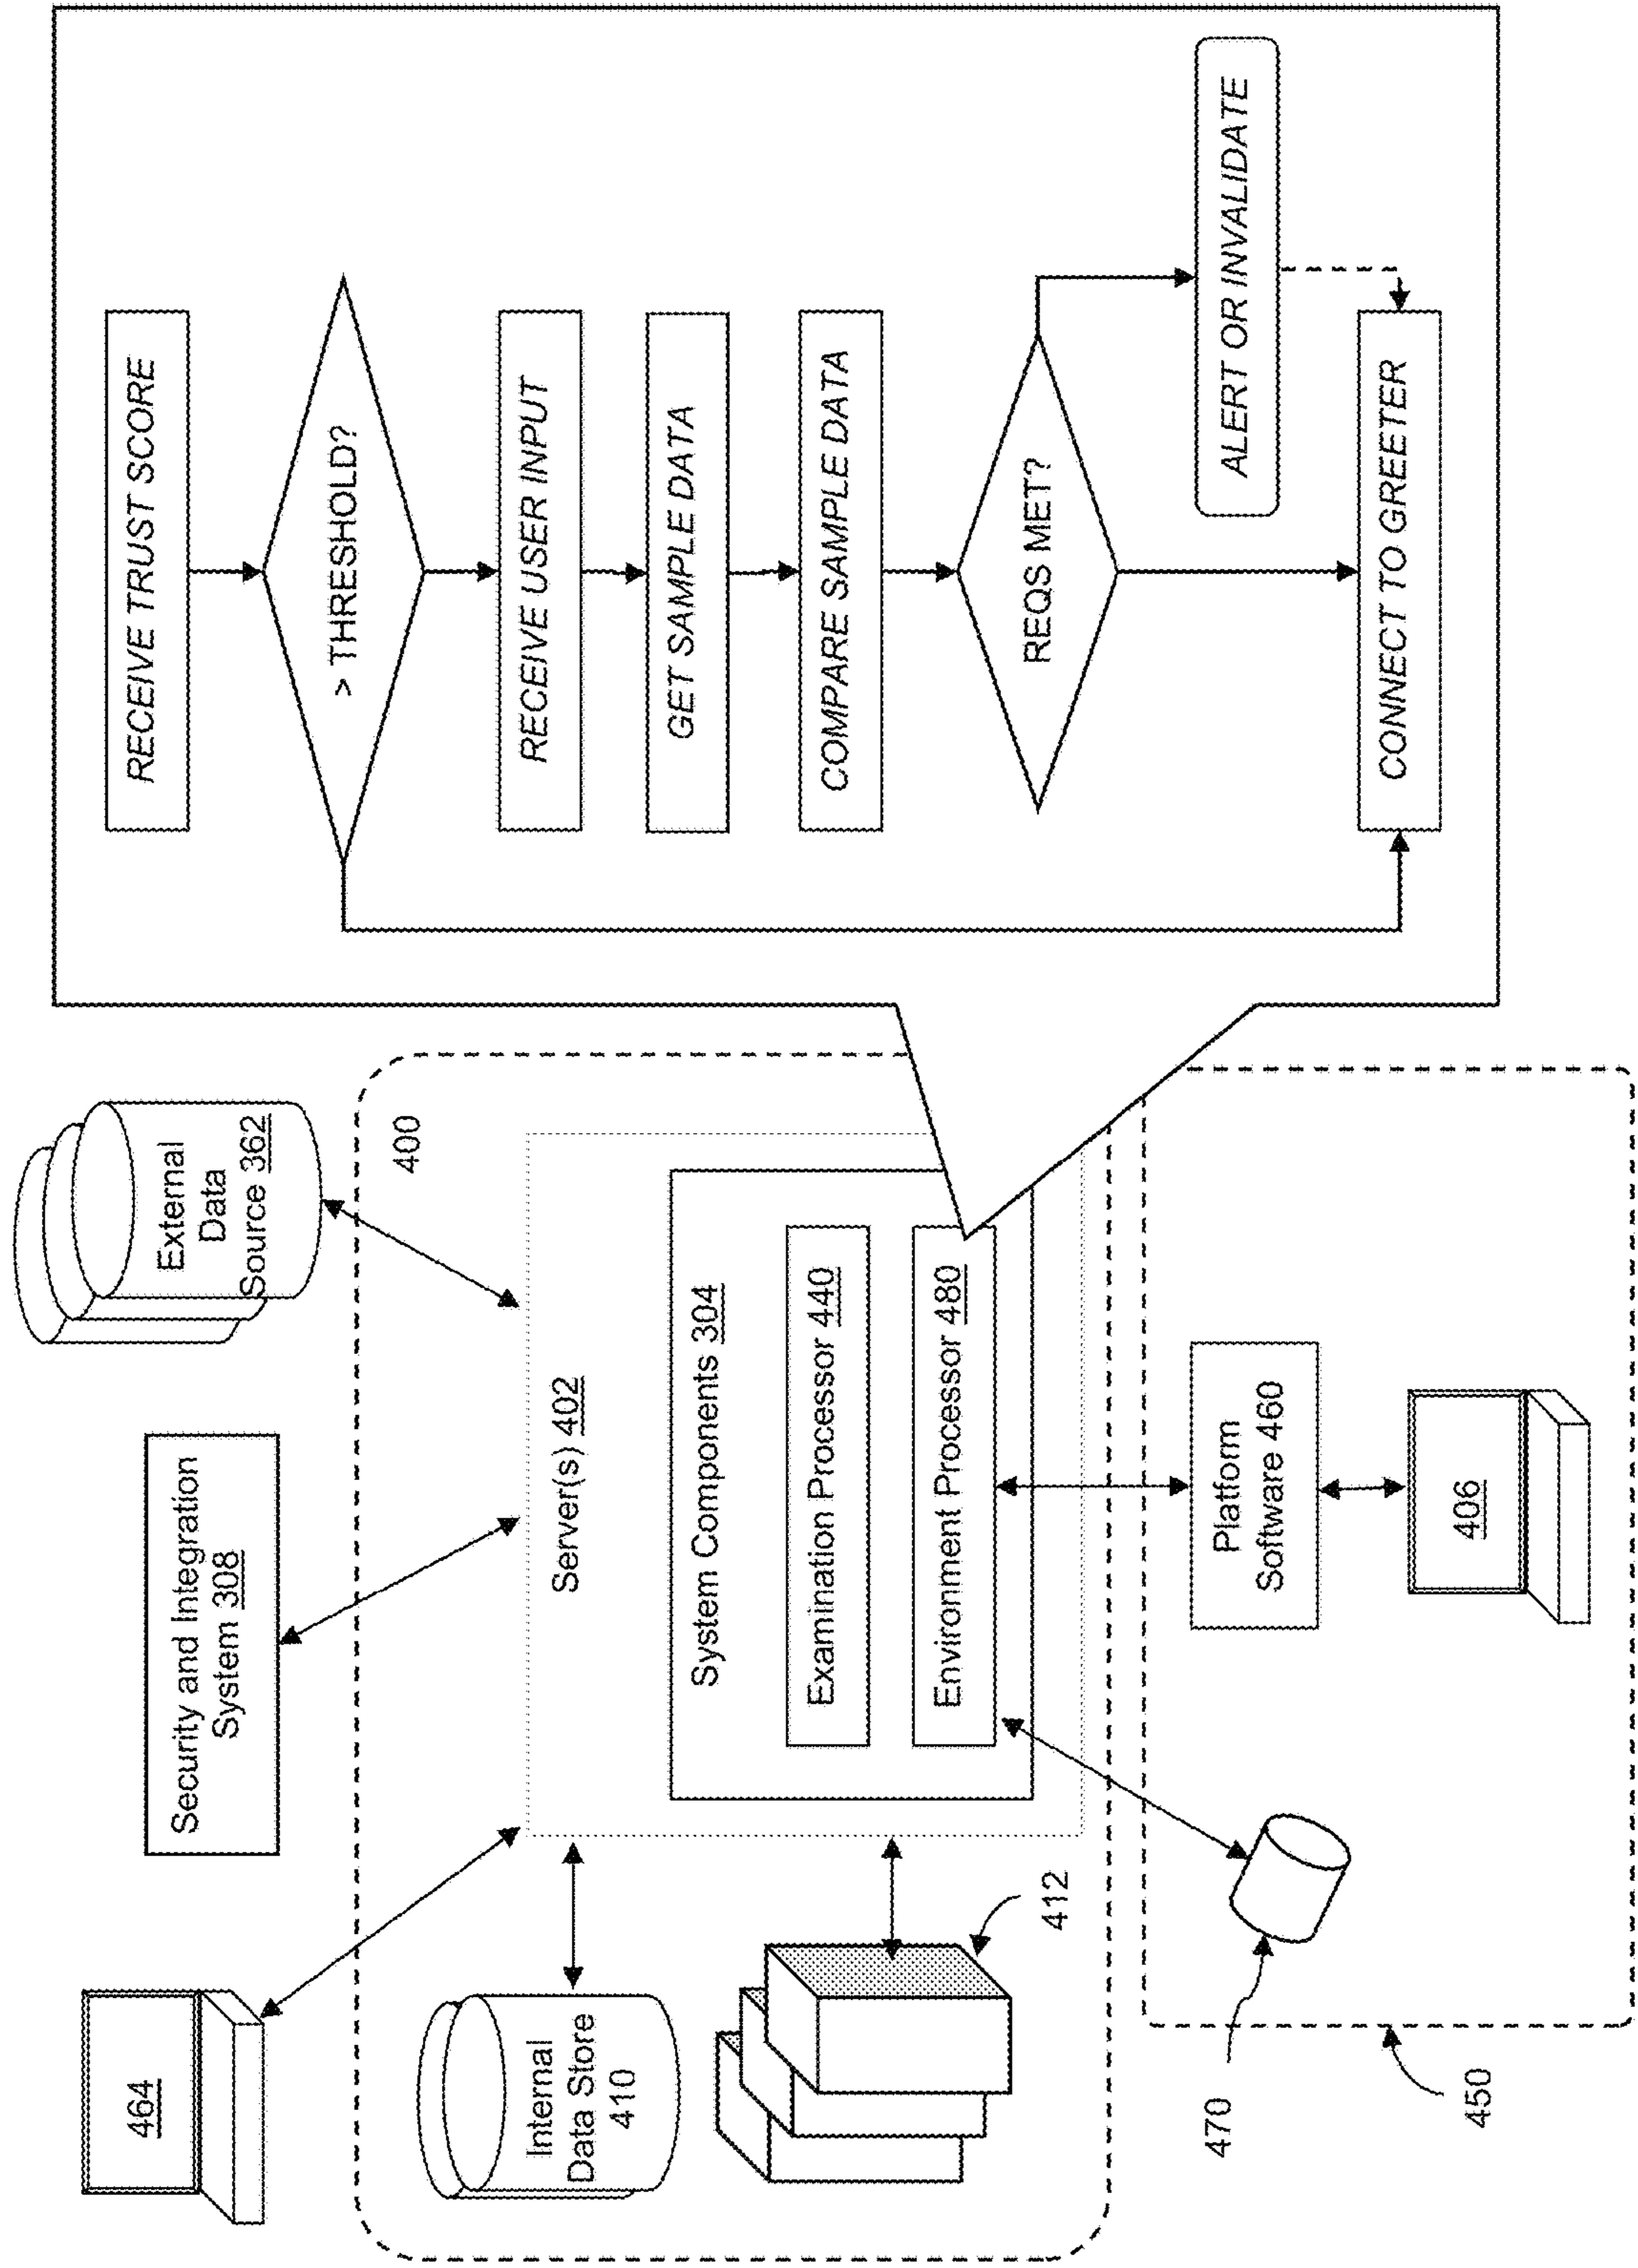 464
Security and Integration
System 308
External
Data
Source 362
400
Internal
Data Store
410
412
Server(s) 402
System Components 304
Examination Processor 440
Environment Processor 480
Platform
Software 460
406
470
450
RECEIVE TRUST SCORE
> THRESHOLD?
RECEIVE USER INPUT
GET SAMPLE DATA
COMPARE SAMPLE DATA
REQS MET?
ALERT OR INVALIDATE
CONNECT TO GREETER